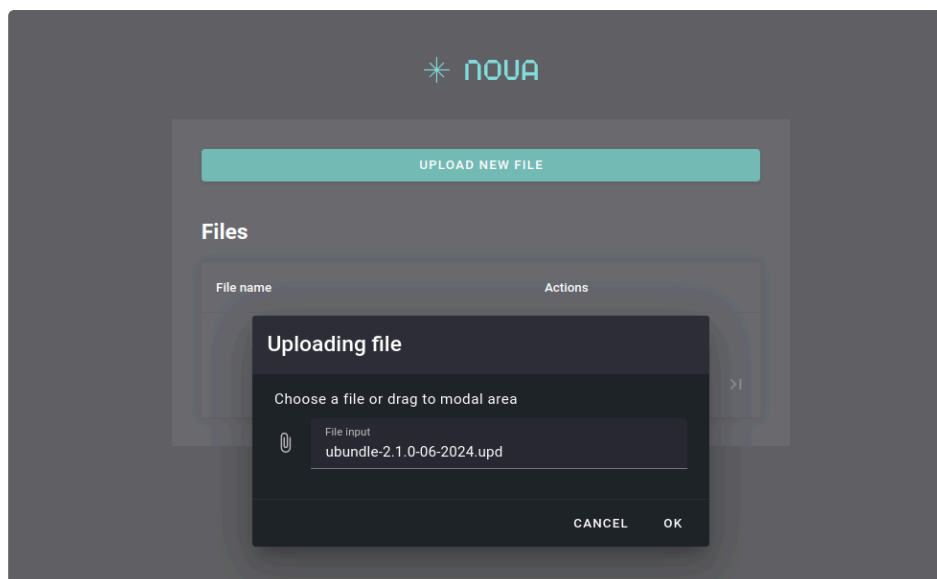 NOVA
UPLOAD NEW FILE
Files
File name Actions
Uploading file
Choose a file or drag to modal area
File input
ubundle-2.1.0-06-2024.upd
CANCEL OK